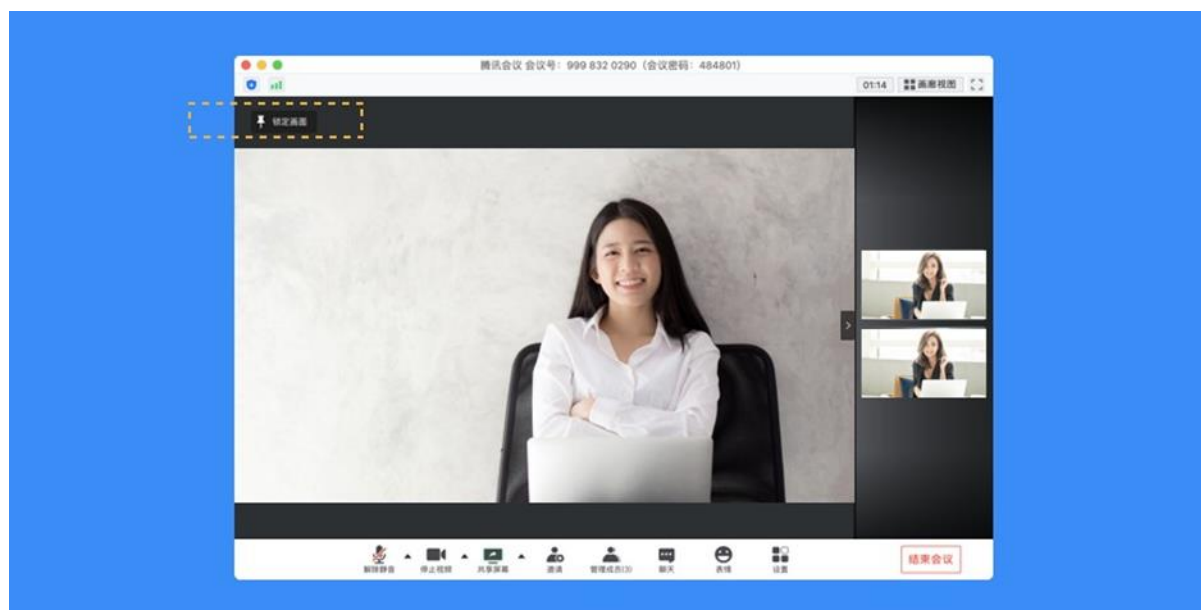 腾讯会议 会议号：999 832 0290（会议密码：484801）
01:14 画廊视图
锁定画面
解除静音 停止视频 共享屏幕 邀请 管理成员(3) 聊天 表情 设置 结束会议